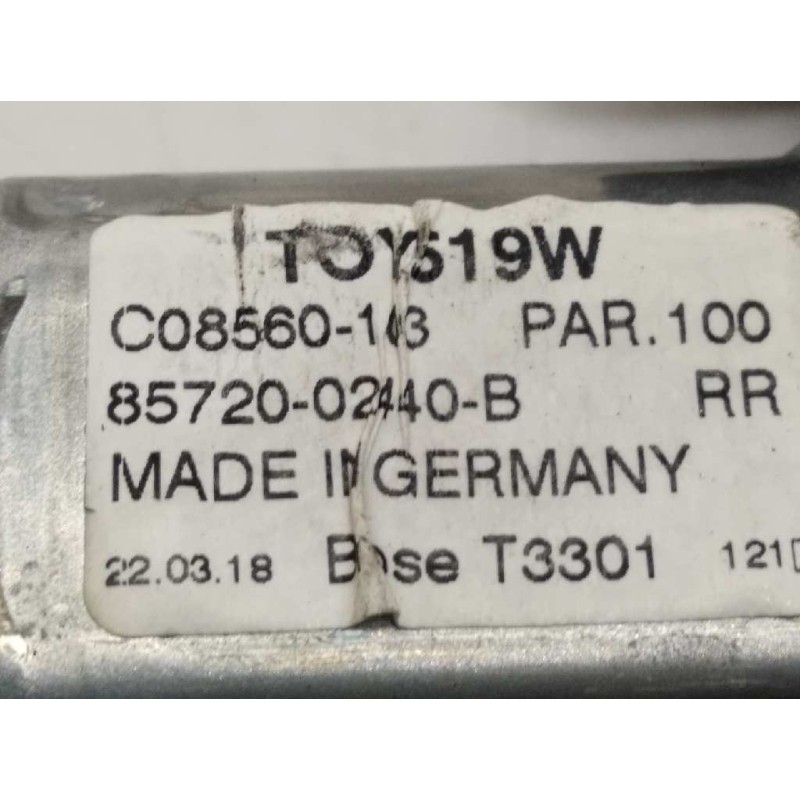 TOY519W
C08560-103 PAR.100
85720-02440-B RR
MADE IN GERMANY
22.03.18 Bose T3301 121